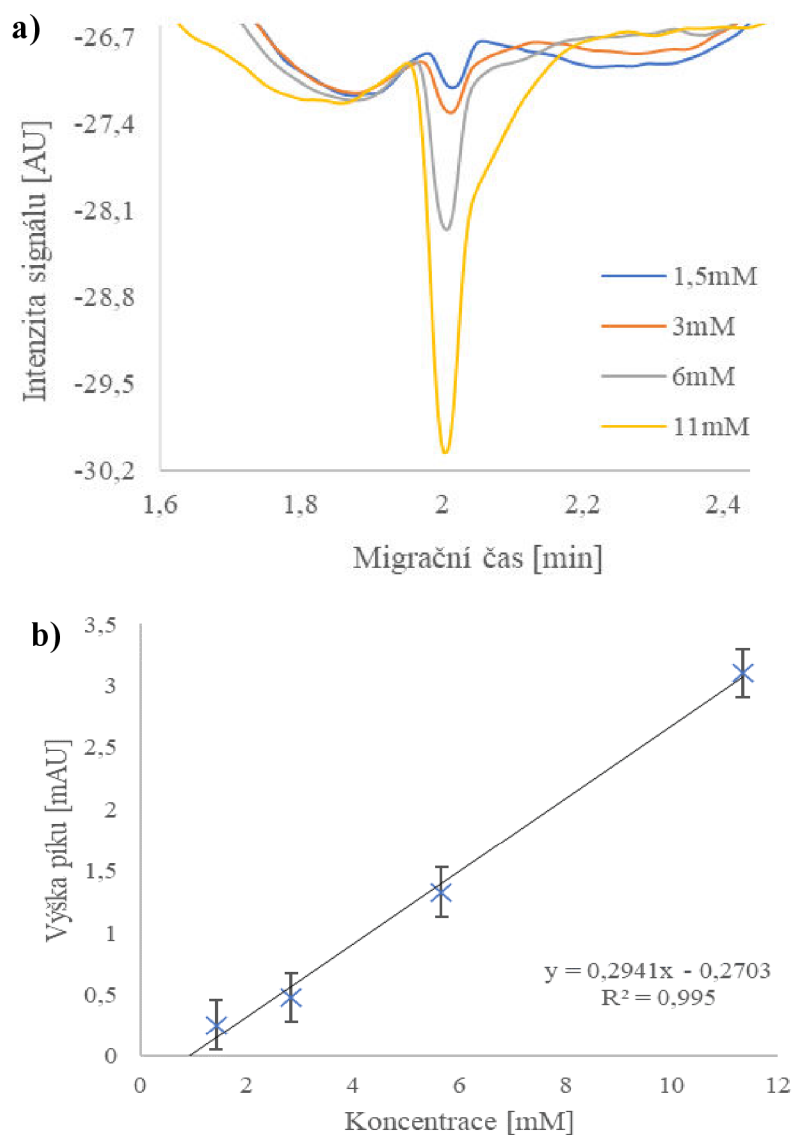 a)
-26,7
-27,4
-28,1
-28,8
-29,5
-30,2
Intenzita signálu [AU]
1,5mM
3mM
6mM
11mM
1,6
1,8
2
2,2
2,4
Migrační čas [min]
b)
3,5
3
2,5
2
1,5
1
0,5
0
Výška píku [mAU]
y = 0,2941x - 0,2703
R² = 0,995
0
2
4
6
8
10
12
Koncentrace [mM]